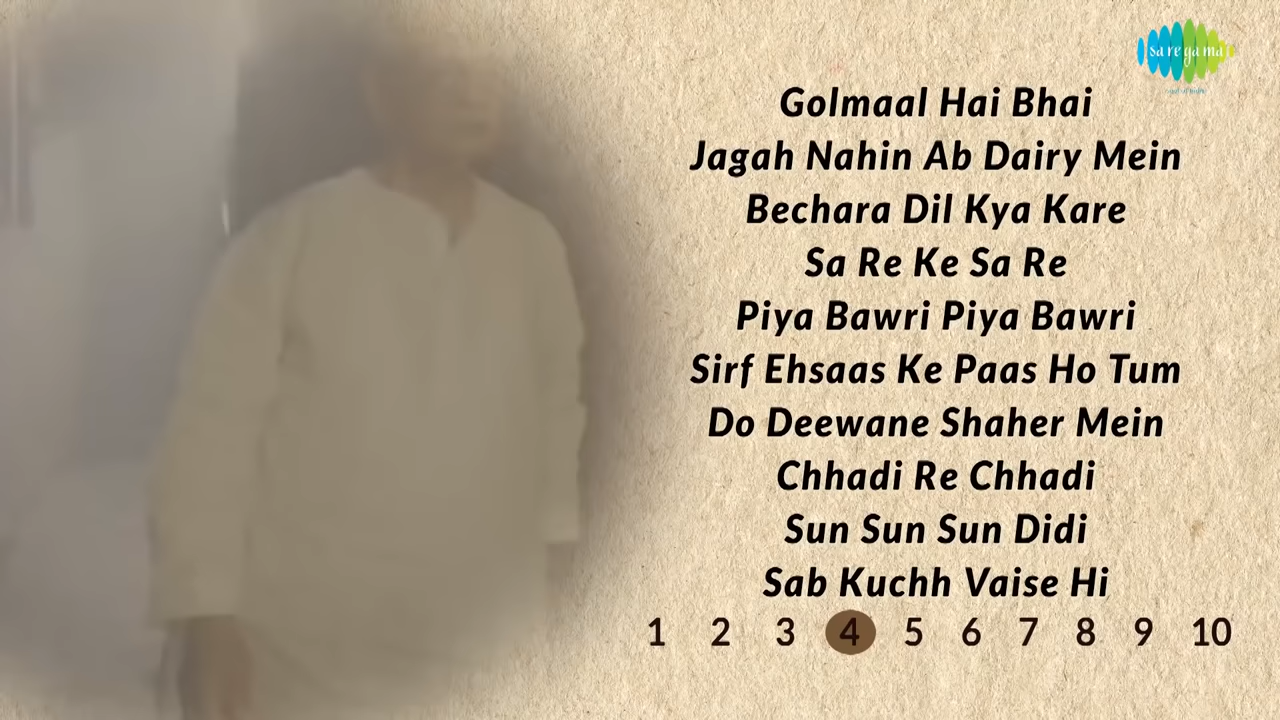 sa re ga ma
Golmaal Hai Bhai
Jagah Nahin Ab Dairy Mein
Bechara Dil Kya Kare
Sa Re Ke Sa Re
Piya Bawri Piya Bawri
Sirf Ehsaas Ke Paas Ho Tum
Do Deewane Shaher Mein
Chhadi Re Chhadi
Sun Sun Sun Didi
Sab Kuchh Vaise Hi
1 2 3 4 5 6 7 8 9 10